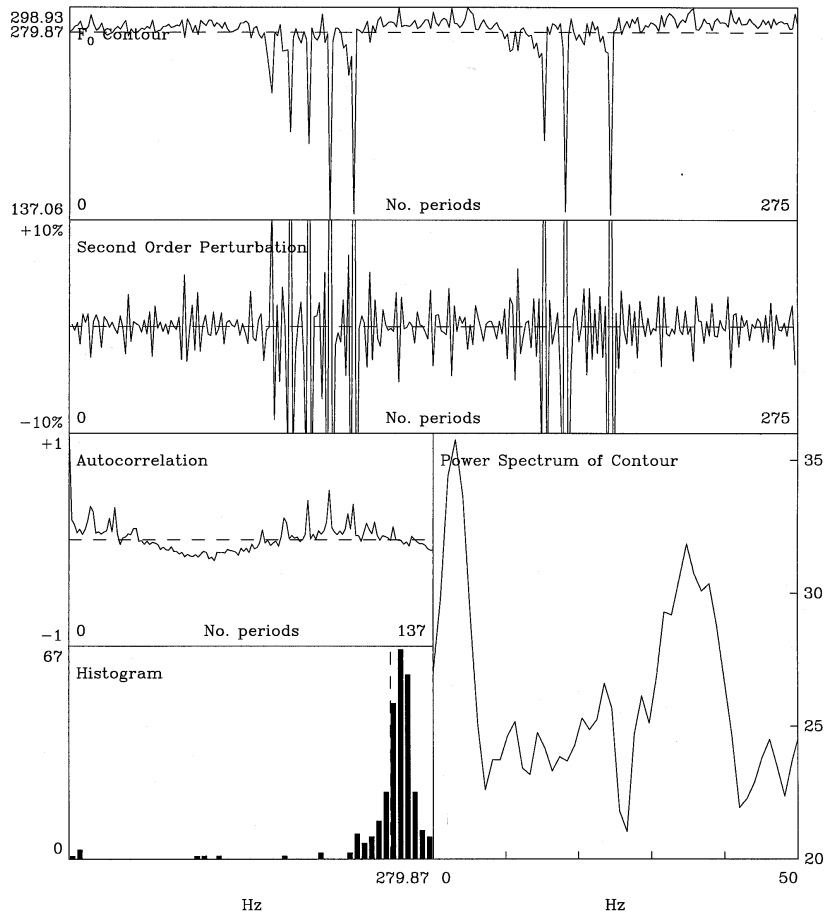 298.93
279.87
F₀ Contour
137.06
0 No. periods 275
+10%
Second Order Perturbation
−10%
0 No. periods 275
+1
Autocorrelation
−1
0 No. periods 137
Power Spectrum of Contour
35
30
25
20
67
Histogram
0
279.87 0 50
Hz Hz